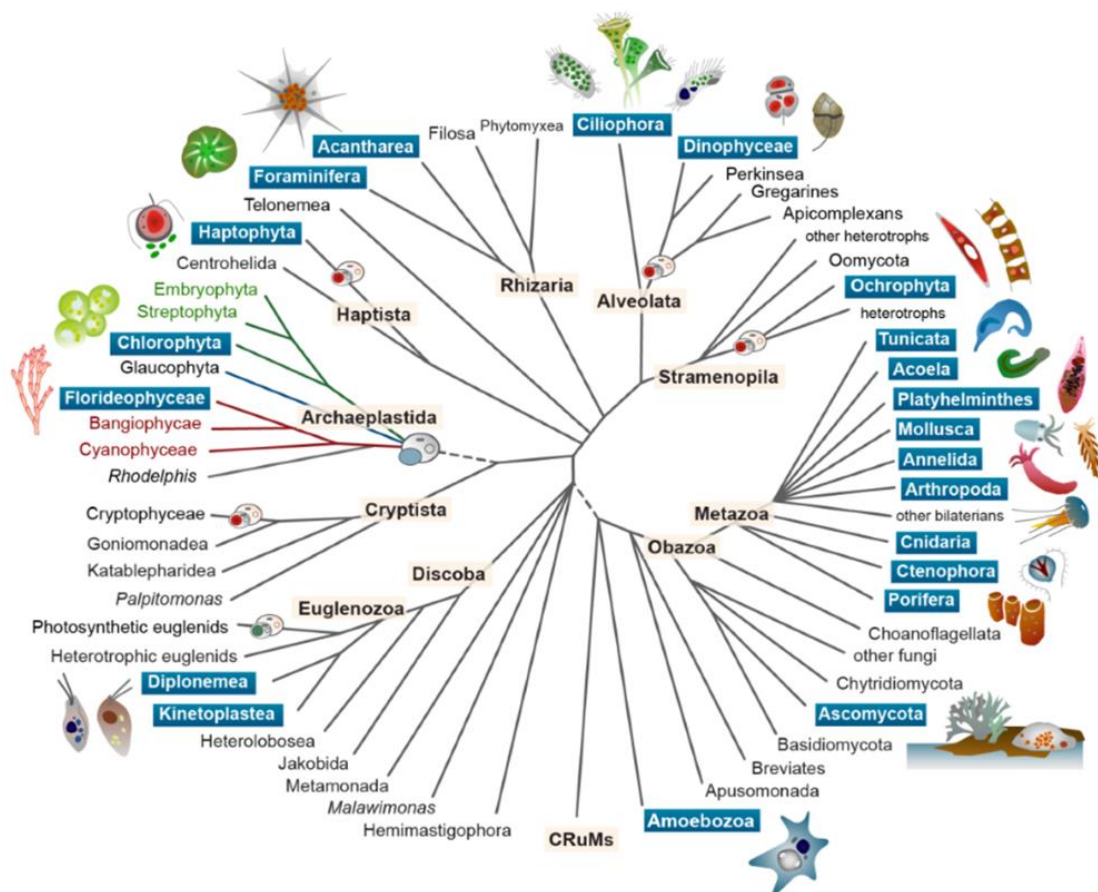 Ciliophora
Dinophyceae
Perkinsea
Gregarines
Apicomplexans
other heterotrophs
Oomycota
Ochrophyta
heterotrophs
Tunicata
Acoela
Platyhelminthes
Mollusca
Annelida
Arthropoda
other bilaterians
Cnidaria
Ctenophora
Porifera
Choanoflagellata
other fungi
Chytridiomycota
Ascomycota
Basidiomycota
Breviates
Apusomonada
Amoebozoa
CRuMs
Hemimastigophora
Malawimonas
Metamonada
Jakobida
Heterolobosea
Kinetoplastea
Diplonemea
Heterotrophic euglenids
Photosynthetic euglenids
Palpitomonas
Katablepharidea
Goniomonadea
Cryptophyceae
Rhodelphis
Cyanophyceae
Bangiophycae
Florideophyceae
Glaucophyta
Chlorophyta
Streptophyta
Embryophyta
Centrohelida
Haptophyta
Telonemea
Foraminifera
Acantharea
Filosa
Phytomyxea
Rhizaria
Alveolata
Stramenopila
Haptista
Archaeplastida
Cryptista
Discoba
Euglenozoa
Obazoa
Metazoa